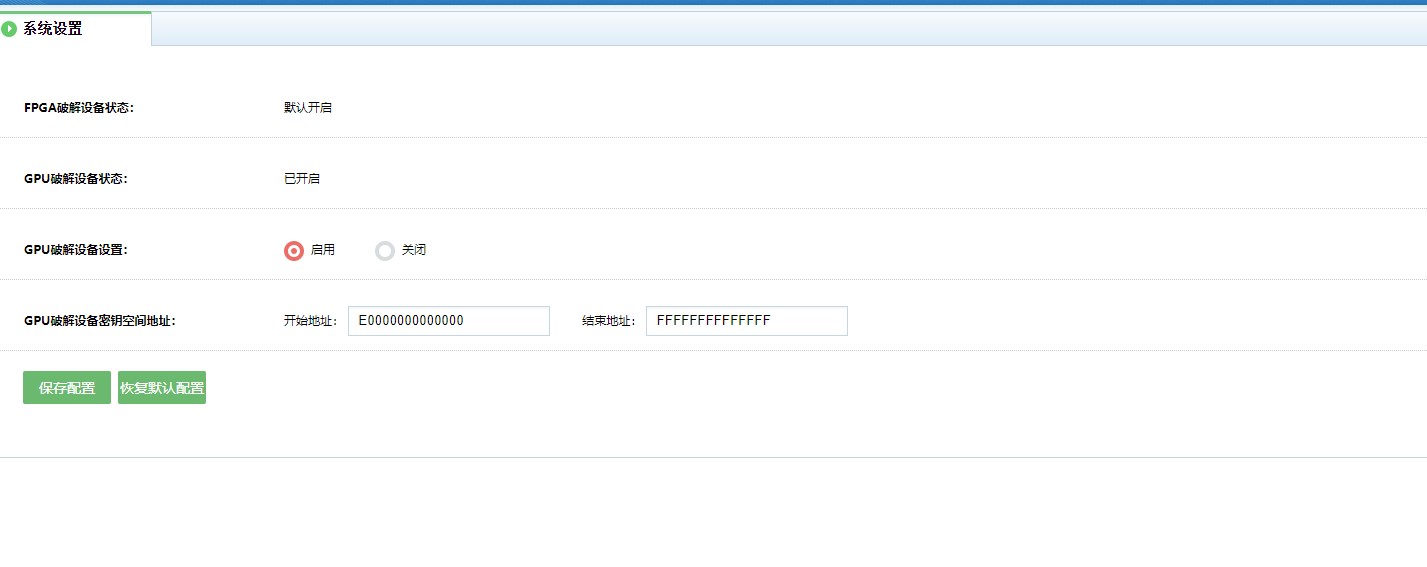 系统设置
FPGA破解设备状态： 默认开启
GPU破解设备状态： 已开启
GPU破解设备设置： 启用 关闭
GPU破解设备密钥空间地址： 开始地址： E0000000000000 结束地址： FFFFFFFFFFFFFF
保存配置 恢复默认配置